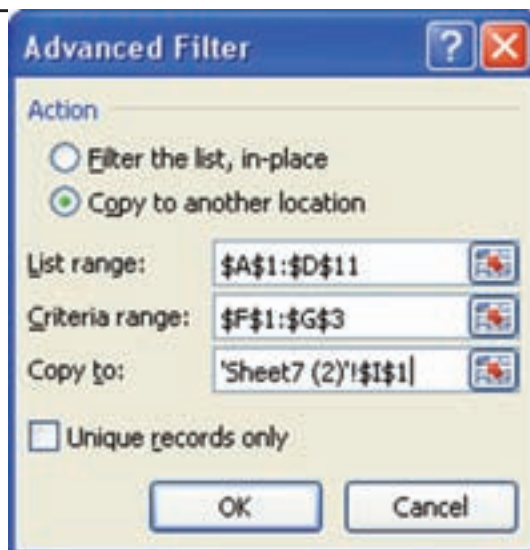 Advanced Filter
Action
Filter the list, in-place
Copy to another location
List range: $A$1:$D$11
Criteria range: $F$1:$G$3
Copy to: 'Sheet7 (2)'!$I$1
Unique records only
OK Cancel